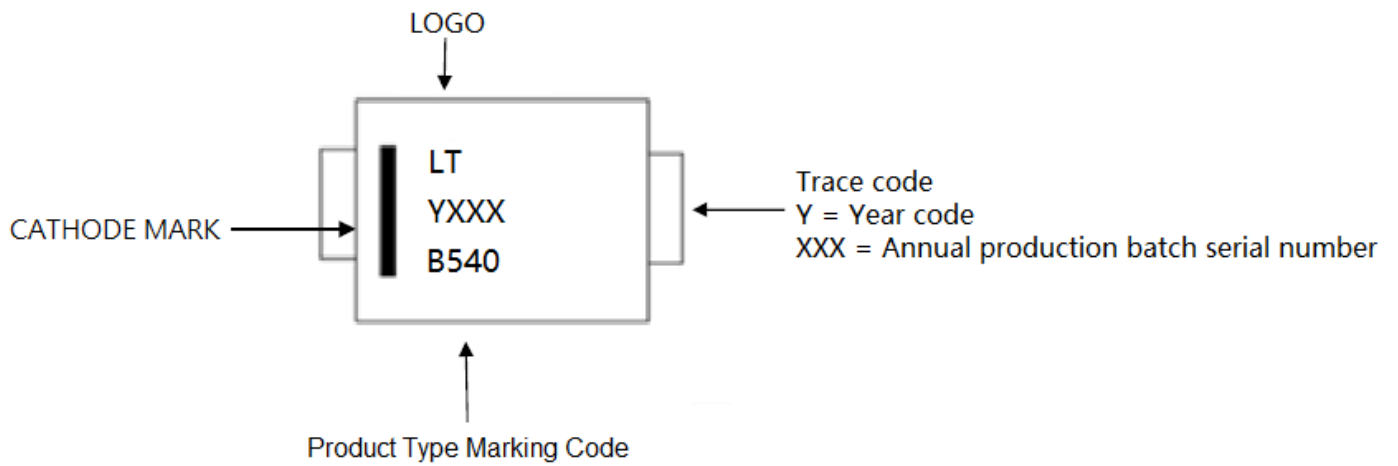 LOGO
LT
YXXX
B540
CATHODE MARK
Trace code
Y = Year code
XXX = Annual production batch serial number
Product Type Marking Code